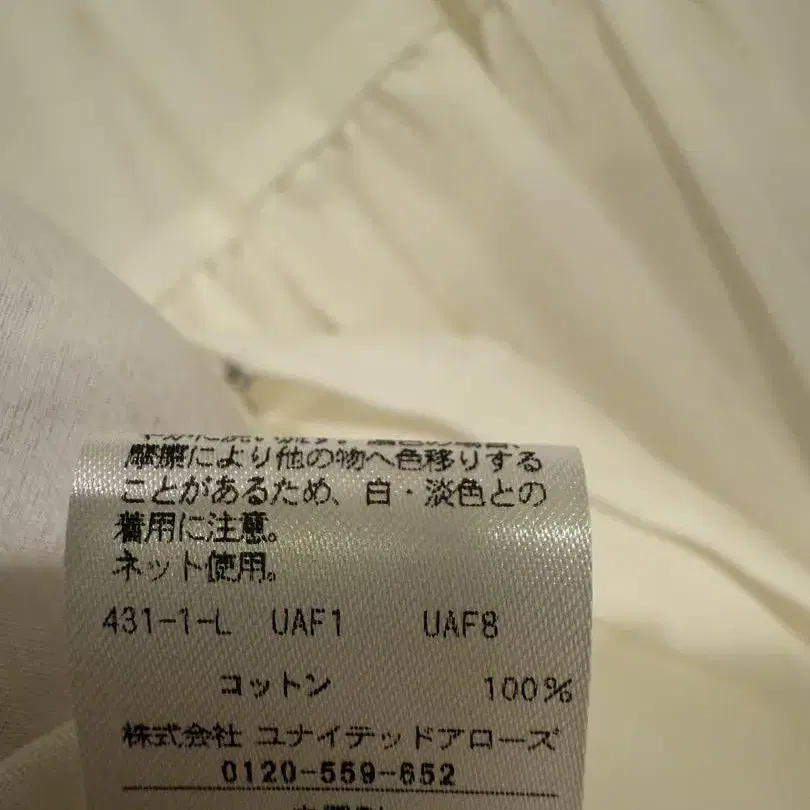 摩擦により他の物へ色移りする
ことがあるため、白・淡色との
着用に注意。
ネット使用。
431-1-L UAF1 UAF8
コットン 100%
株式会社 ユナイテッドアローズ
0120-559-652